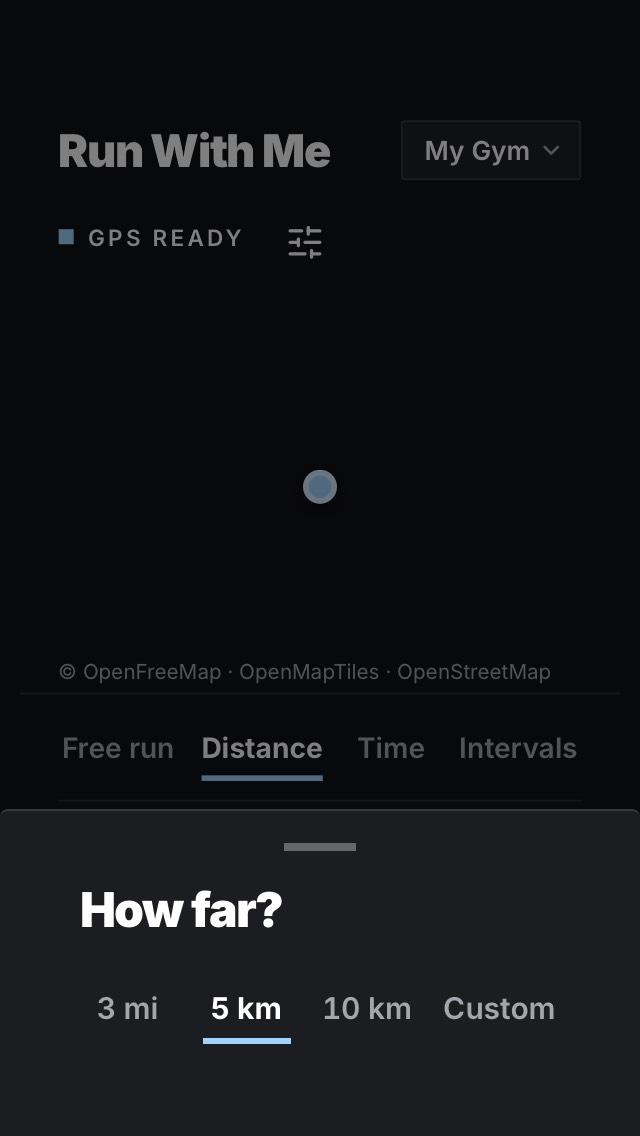 Run With Me
My Gym
GPS READY
© OpenFreeMap · OpenMapTiles · OpenStreetMap
Free run Distance Time Intervals
How far?
3 mi 5 km 10 km Custom